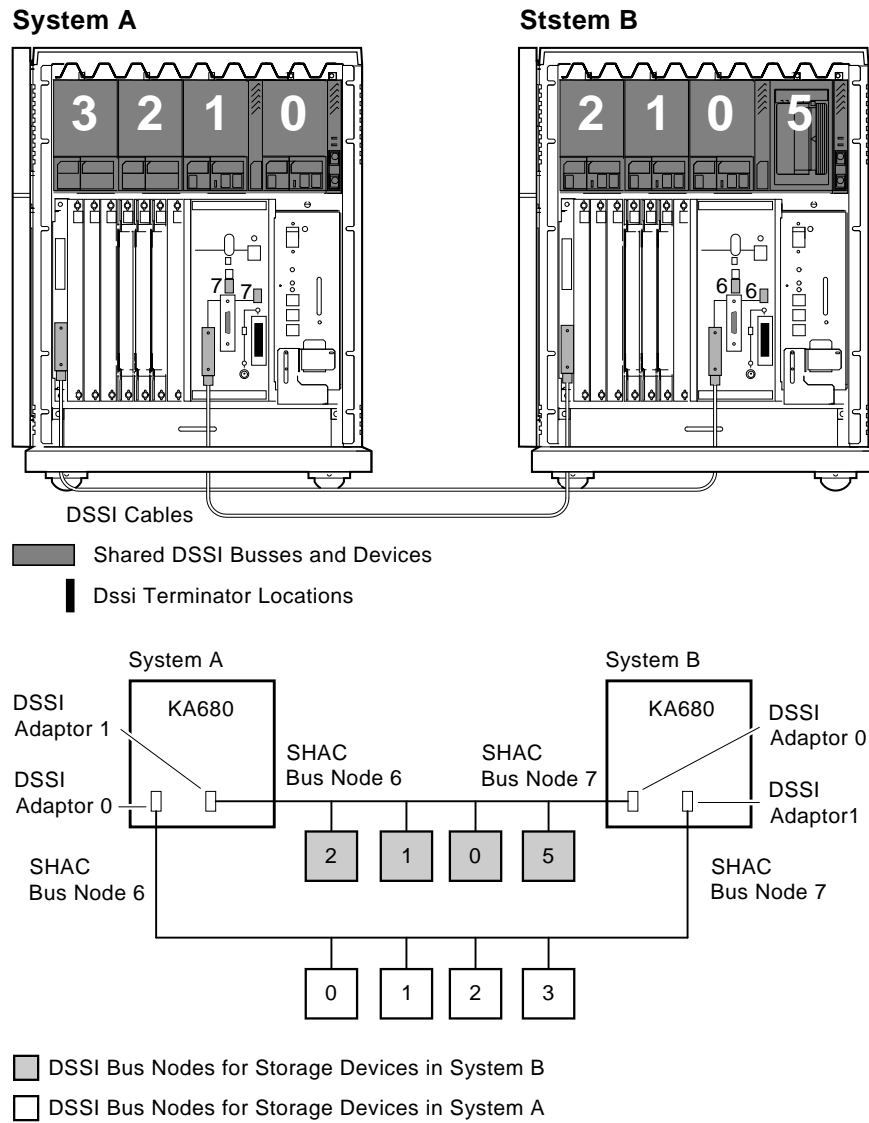 System A
Ststem B
3 2 1 0
2 1 0 5
7 7
6 6
DSSI Cables
Shared DSSI Busses and Devices
Dssi Terminator Locations
System A
System B
DSSI
Adaptor 1
KA680
KA680
DSSI
Adaptor 0
SHAC
Bus Node 6
SHAC
Bus Node 7
DSSI
Adaptor 0
DSSI
Adaptor1
2 1 0 5
SHAC
Bus Node 6
SHAC
Bus Node 7
0 1 2 3
DSSI Bus Nodes for Storage Devices in System B
DSSI Bus Nodes for Storage Devices in System A